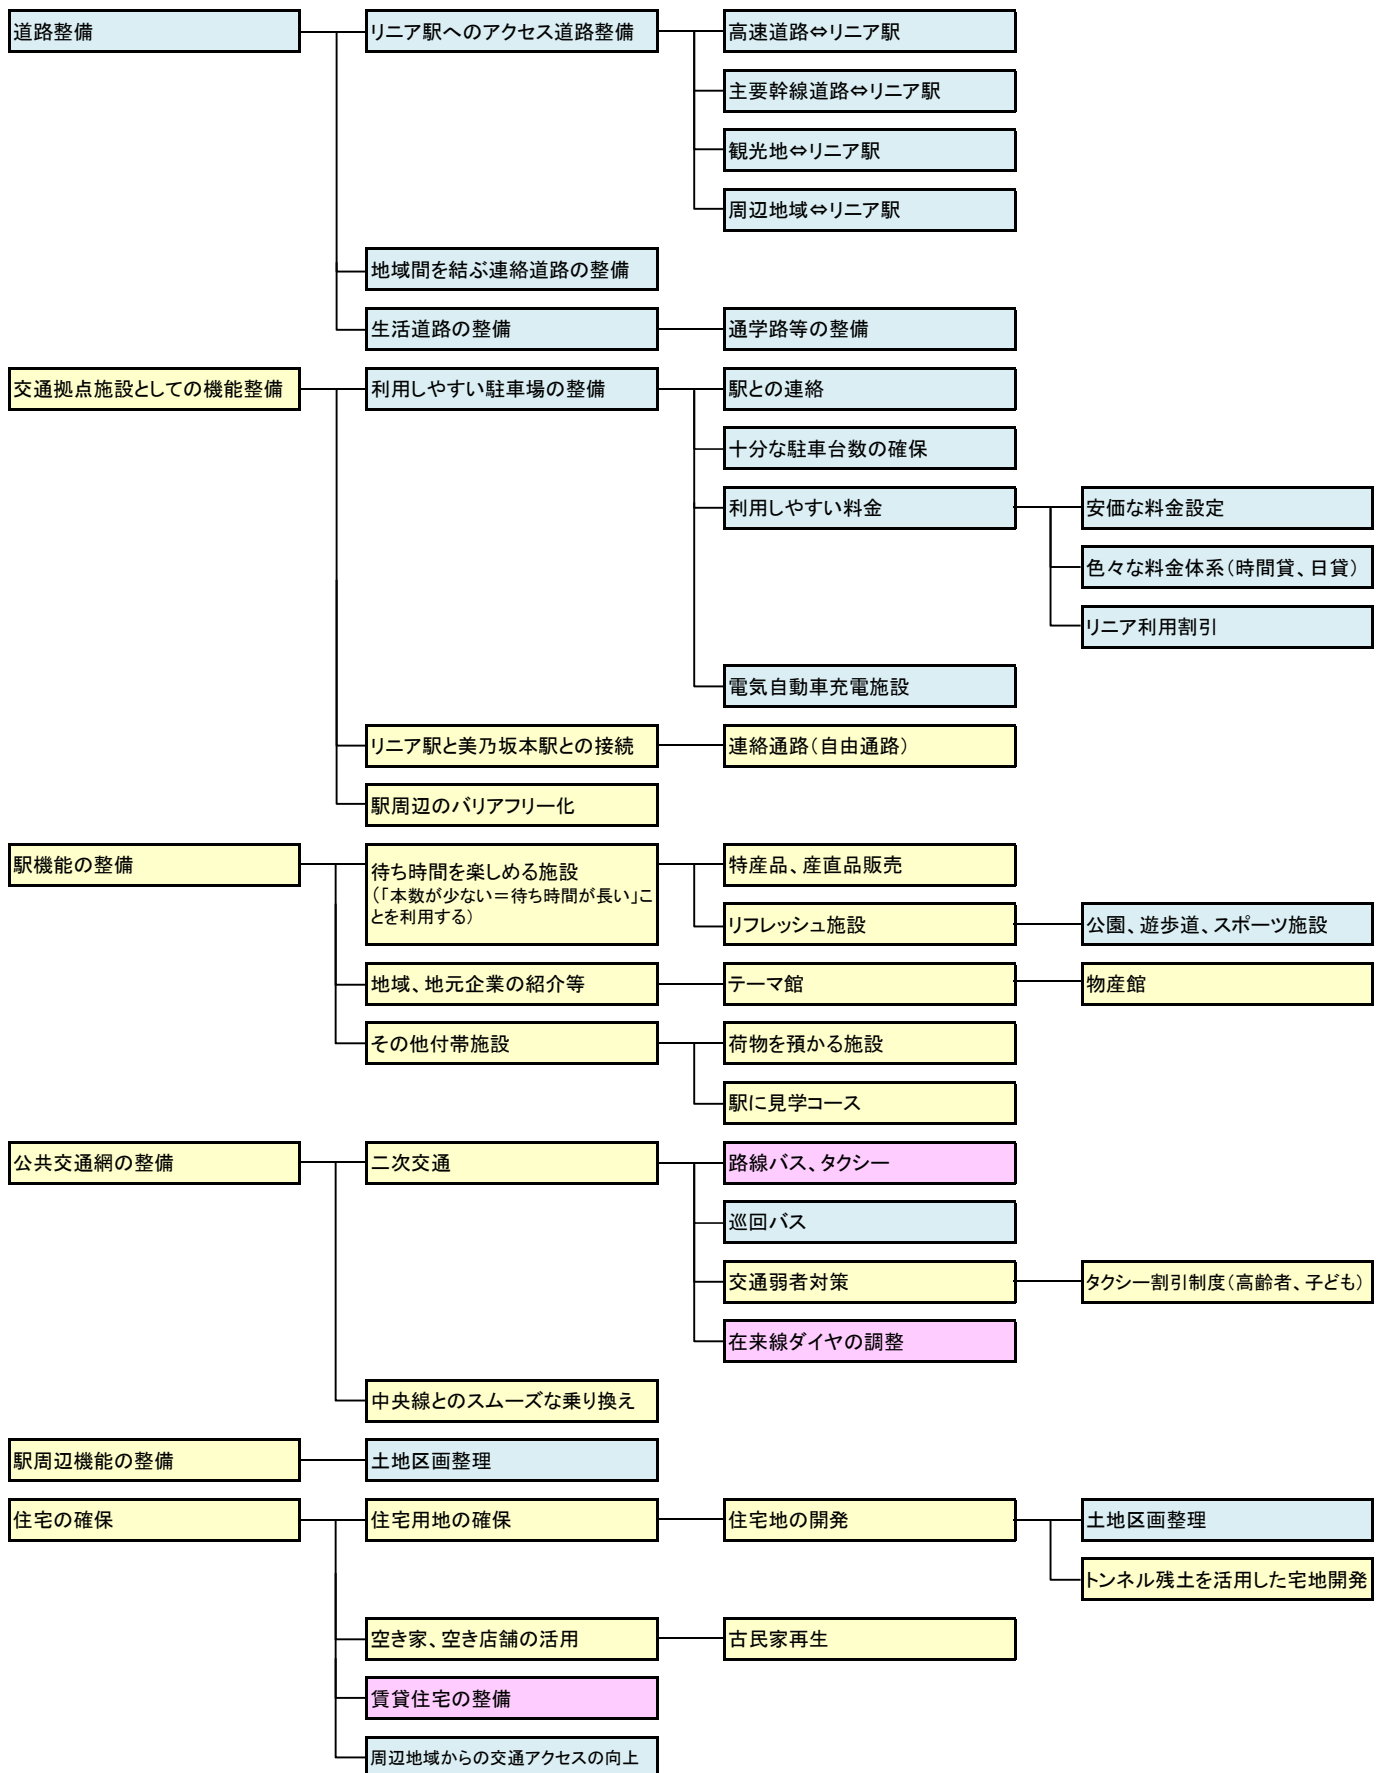 道路整備
リニア駅へのアクセス道路整備
高速道路⇔リニア駅
主要幹線道路⇔リニア駅
観光地⇔リニア駅
周辺地域⇔リニア駅
地域間を結ぶ連絡道路の整備
生活道路の整備
通学路等の整備
交通拠点施設としての機能整備
利用しやすい駐車場の整備
駅との連絡
十分な駐車台数の確保
利用しやすい料金
安価な料金設定
色々な料金体系（時間貸、日貸）
リニア利用割引
電気自動車充電施設
リニア駅と美乃坂本駅との接続
連絡通路（自由通路）
駅周辺のバリアフリー化
駅機能の整備
待ち時間を楽しめる施設
（「本数が少ない＝待ち時間が長い」こ
とを利用する）
特産品、産直品販売
リフレッシュ施設
公園、遊歩道、スポーツ施設
地域、地元企業の紹介等
テーマ館
物産館
その他付帯施設
荷物を預かる施設
駅に見学コース
公共交通網の整備
二次交通
路線バス、タクシー
巡回バス
交通弱者対策
タクシー割引制度（高齢者、子ども）
在来線ダイヤの調整
中央線とのスムーズな乗り換え
駅周辺機能の整備
土地区画整理
住宅の確保
住宅用地の確保
住宅地の開発
土地区画整理
トンネル残土を活用した宅地開発
空き家、空き店舗の活用
古民家再生
賃貸住宅の整備
周辺地域からの交通アクセスの向上